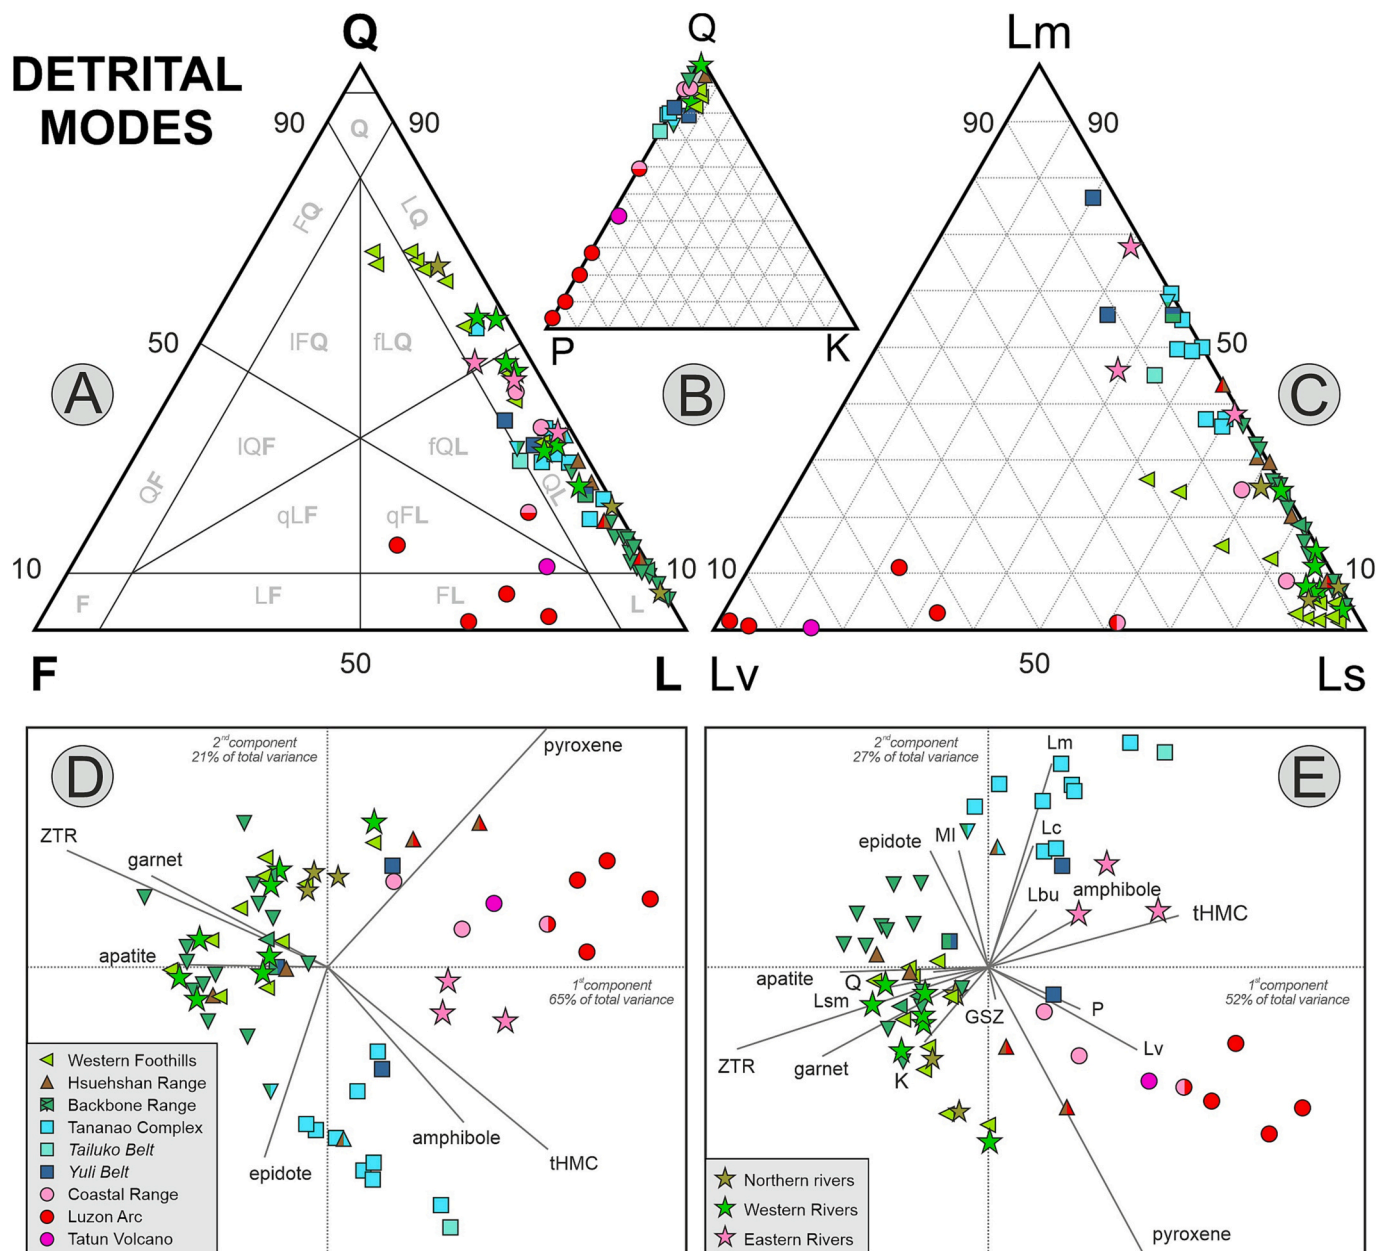 DETRITAL
MODES
Q
90
90
Q
FQ
LQ
50
lFQ
fLQ
A
lQF
fQL
QF
QL
qLF
qFL
10
10
F
LF
FL
L
F
50
L
Q
P
K
B
Lm
90
90
50
C
10
10
Lv
50
Ls
D
2nd component
21% of total variance
pyroxene
ZTR
garnet
apatite
1st component
65% of total variance
amphibole
epidote
tHMC
Western Foothills
Hsuehshan Range
Backbone Range
Tananao Complex
Tailuko Belt
Yuli Belt
Coastal Range
Luzon Arc
Tatun Volcano
2nd component
27% of total variance
Lm
E
epidote
MI
Lc
Lbu
amphibole
tHMC
apatite
Q
Lsm
GSZ
P
1st component
52% of total variance
ZTR
garnet
K
Lv
Northern rivers
Western Rivers
Eastern Rivers
pyroxene